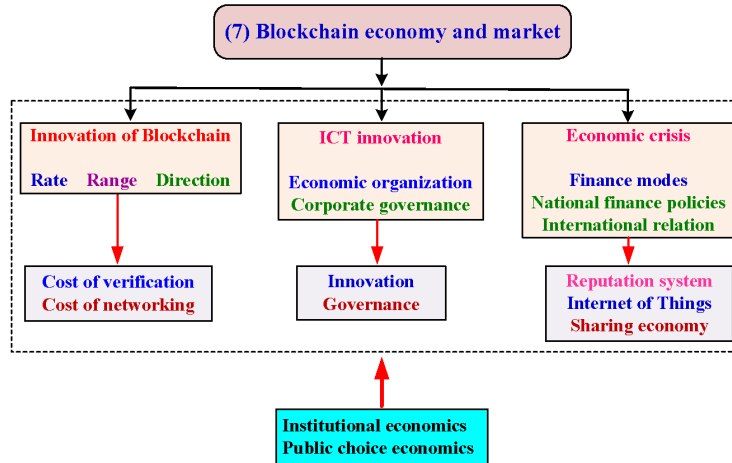 (7) Blockchain economy and market
Innovation of Blockchain
Rate Range Direction
ICT innovation
Economic organization
Corporate governance
Economic crisis
Finance modes
National finance policies
International relation
Cost of verification
Cost of networking
Innovation
Governance
Reputation system
Internet of Things
Sharing economy
Institutional economics
Public choice economics